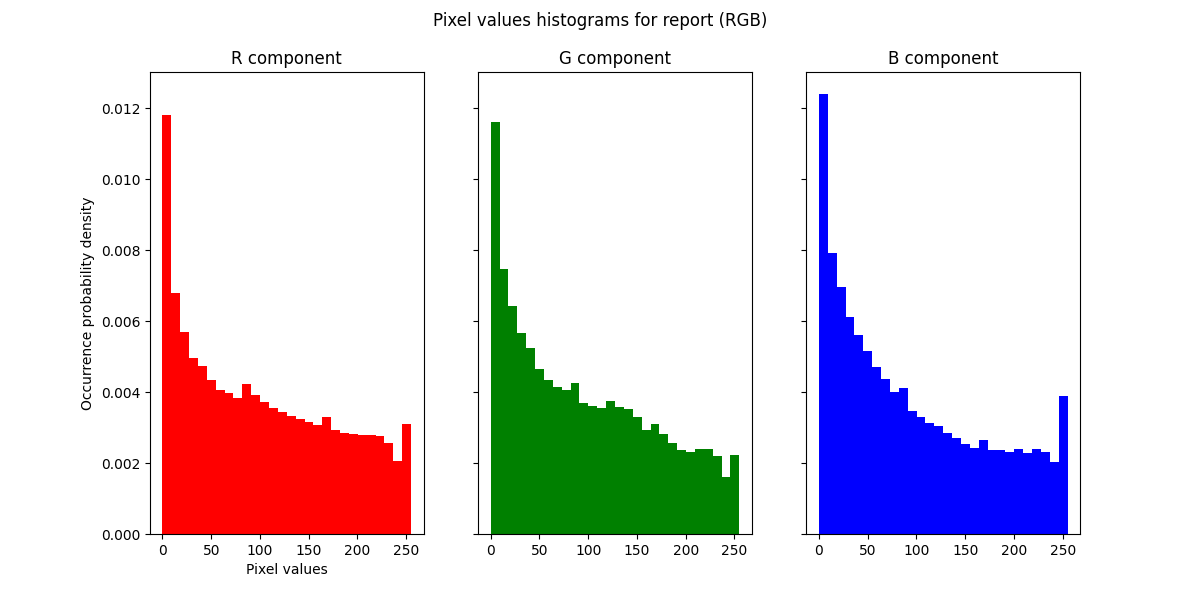 Pixel values histograms for report (RGB)
R component
G component
B component
Occurrence probability density
0.012
0.010
0.008
0.006
0.004
0.002
0.000
0 50 100 150 200 250
0 50 100 150 200 250
0 50 100 150 200 250
Pixel values